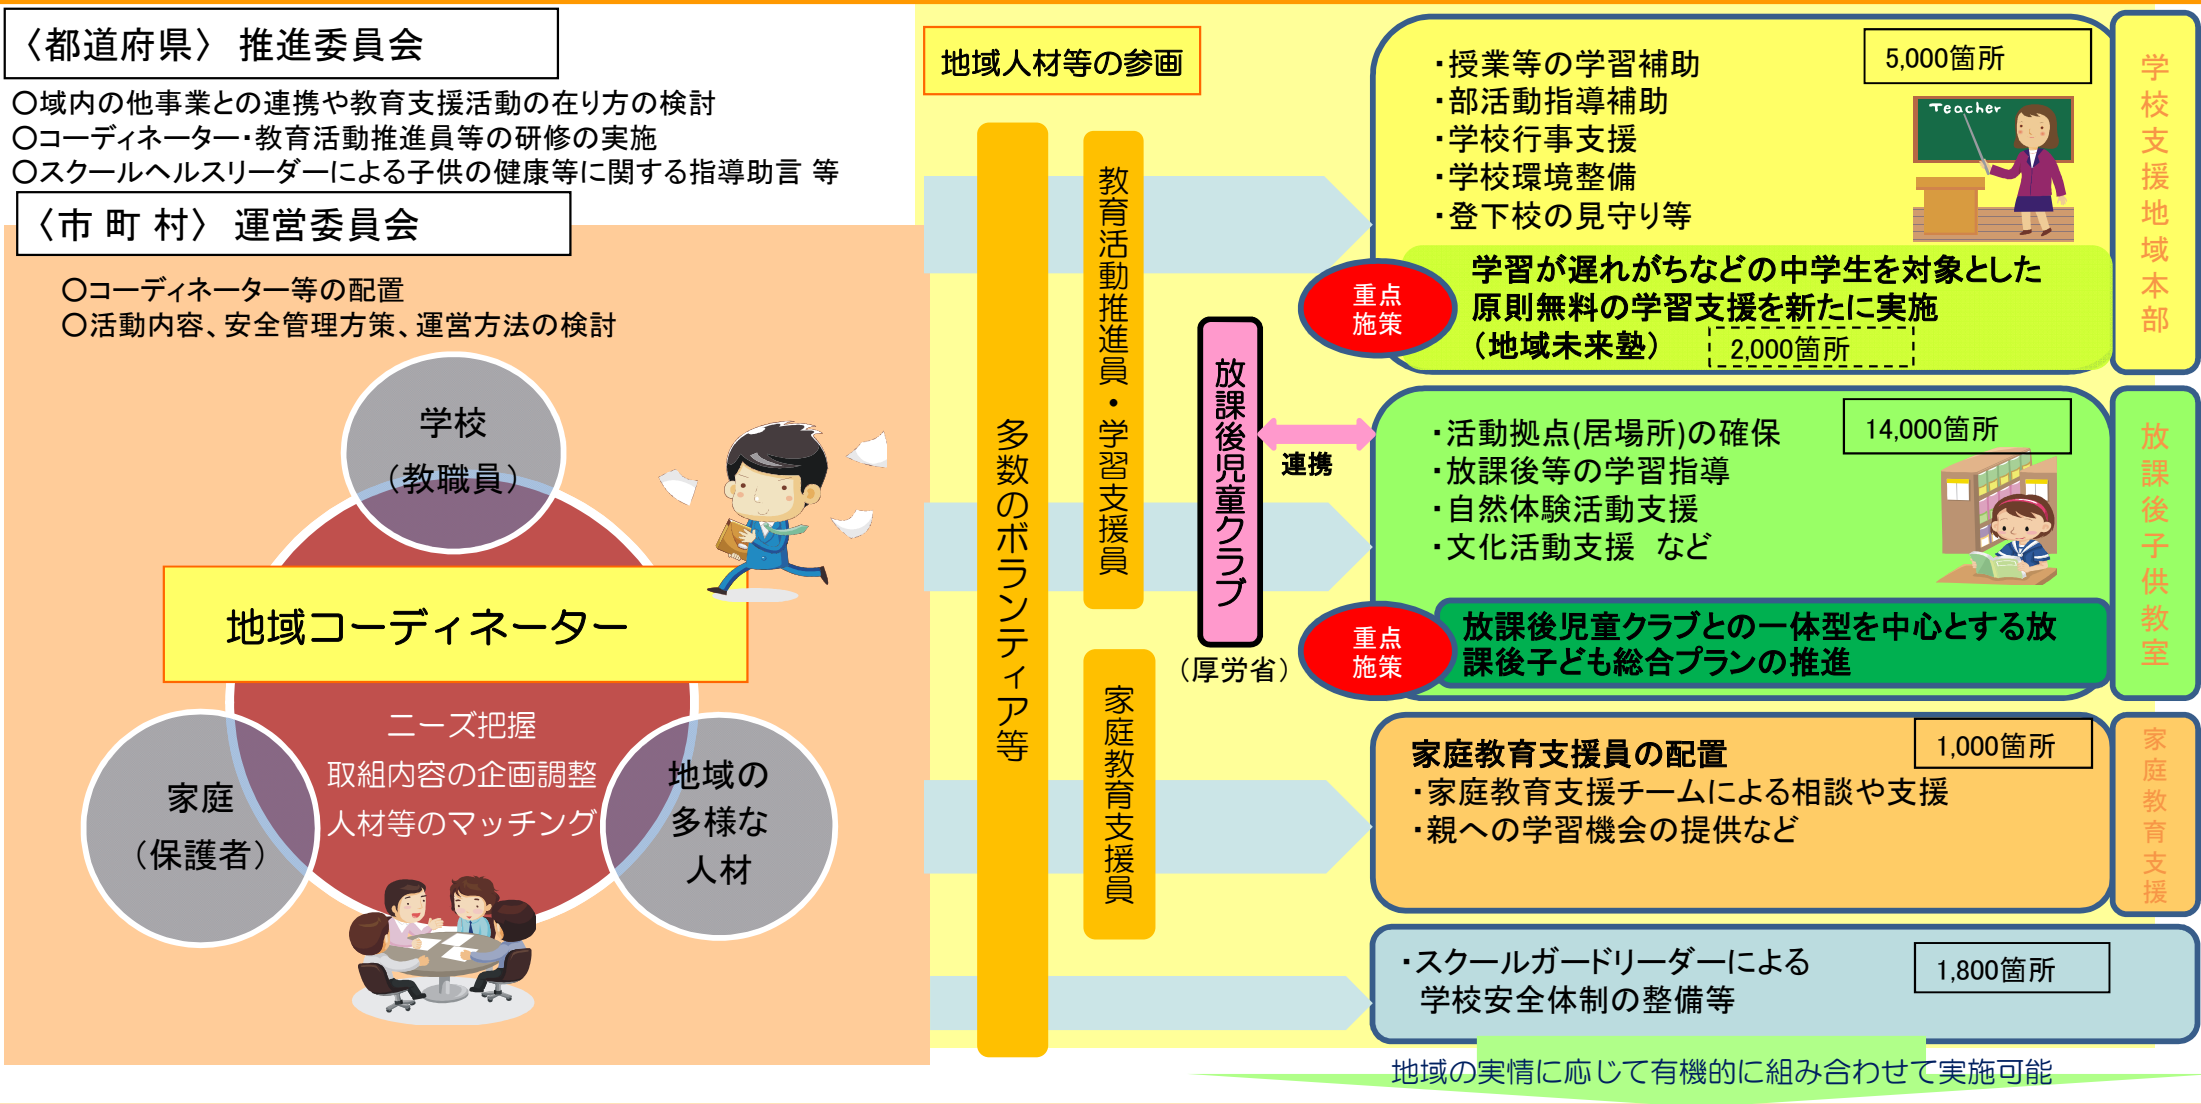 〈都道府県〉 推進委員会
○域内の他事業との連携や教育支援活動の在り方の検討
○コーディネーター・教育活動推進員等の研修の実施
○スクールヘルスリーダーによる子供の健康等に関する指導助言 等
〈市 町 村〉 運営委員会
○コーディネーター等の配置
○活動内容、安全管理方策、運営方法の検討
学校
（教職員）
地域コーディネーター
ニーズ把握
取組内容の企画調整
人材等のマッチング
家庭
（保護者）
地域の
多様な
人材
地域人材等の参画
多数のボランティア等
教育活動推進員・学習支援員
家庭教育支援員
放課後児童クラブ
（厚労省）
連携
・授業等の学習補助
・部活動指導補助
・学校行事支援
・学校環境整備
・登下校の見守り等
5,000箇所
Teacher
重点
施策
学習が遅れがちなどの中学生を対象とした
原則無料の学習支援を新たに実施
（地域未来塾）
2,000箇所
学校支援地域本部
・活動拠点(居場所)の確保
・放課後等の学習指導
・自然体験活動支援
・文化活動支援 など
14,000箇所
重点
施策
放課後児童クラブとの一体型を中心とする放
課後子ども総合プランの推進
放課後子供教室
家庭教育支援員の配置
・家庭教育支援チームによる相談や支援
・親への学習機会の提供など
1,000箇所
家庭教育支援
・スクールガードリーダーによる
学校安全体制の整備等
1,800箇所
地域の実情に応じて有機的に組み合わせて実施可能